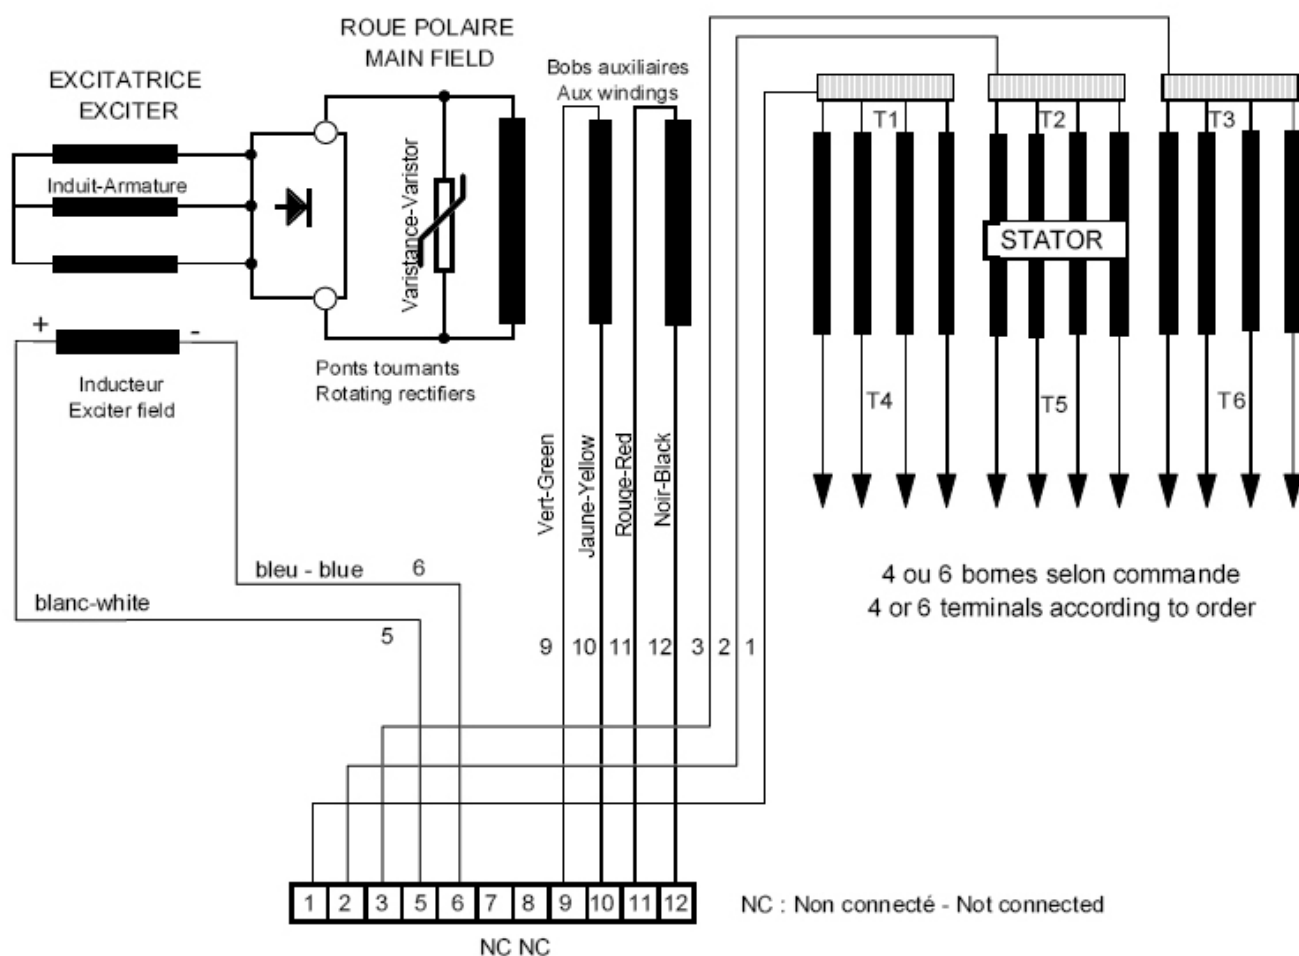 ROUE POLAIRE
MAIN FIELD
EXCITATRICE
EXCITER
Bobs auxiliaires
Aux windings
T1
T2
T3
Induit-Armature
Varistance-Varistor
STATOR
+
-
Inducteur
Exciter field
Ponts toumants
Rotating rectifiers
T4
T5
T6
Vert-Green
Jaune-Yellow
Rouqe-Red
Noir-Black
bleu - blue 6
blanc-white
5
4 ou 6 bomes selon commande
4 or 6 terminals according to order
9 10 11 12 3 2 1
1 2 3 5 6 7 8 9 10 11 12
NC NC
NC : Non connecté - Not connected